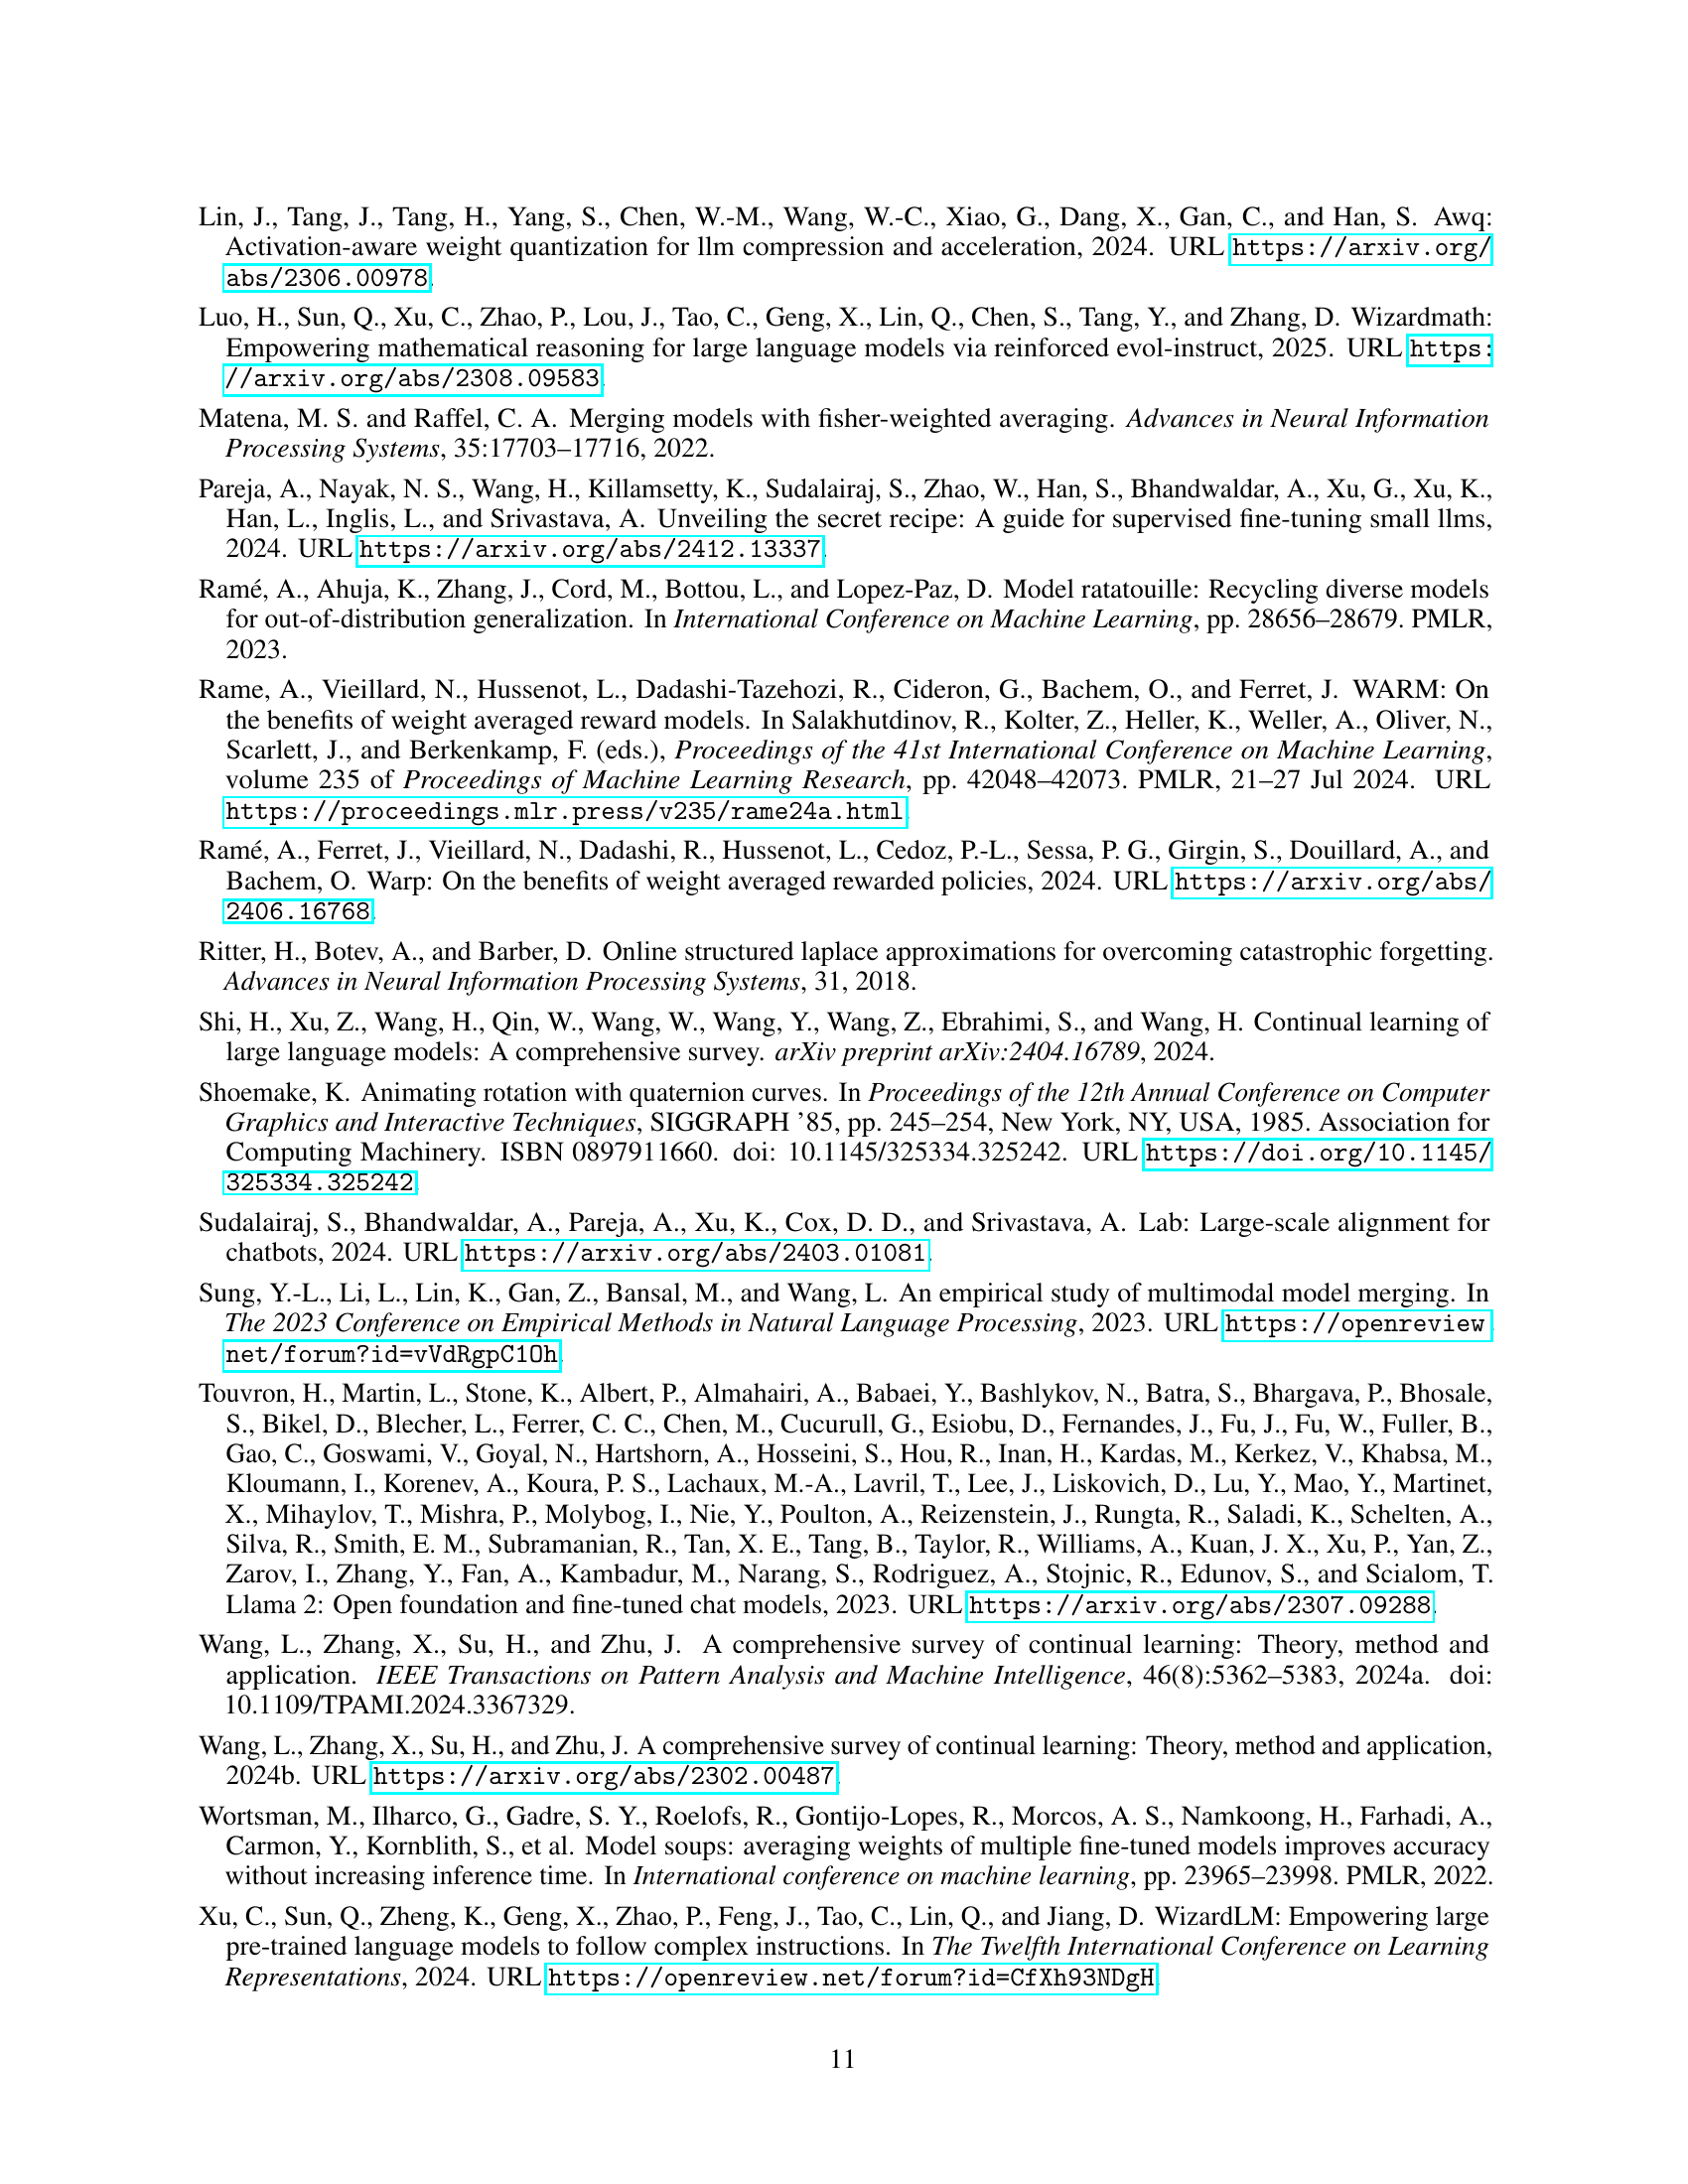 Lin, J., Tang, J., Tang, H., Yang, S., Chen, W.-M., Wang, W.-C., Xiao, G., Dang, X., Gan, C., and Han, S. Awq:
Activation-aware weight quantization for llm compression and acceleration, 2024. URL https://arxiv.org/
abs/2306.00978.
Luo, H., Sun, Q., Xu, C., Zhao, P., Lou, J., Tao, C., Geng, X., Lin, Q., Chen, S., Tang, Y., and Zhang, D. Wizardmath:
Empowering mathematical reasoning for large language models via reinforced evol-instruct, 2025. URL https:
//arxiv.org/abs/2308.09583.
Matena, M. S. and Raffel, C. A. Merging models with fisher-weighted averaging. Advances in Neural Information
Processing Systems, 35:17703–17716, 2022.
Pareja, A., Nayak, N. S., Wang, H., Killamsetty, K., Sudalairaj, S., Zhao, W., Han, S., Bhandwaldar, A., Xu, G., Xu, K.,
Han, L., Inglis, L., and Srivastava, A. Unveiling the secret recipe: A guide for supervised fine-tuning small llms,
2024. URL https://arxiv.org/abs/2412.13337.
Ramé, A., Ahuja, K., Zhang, J., Cord, M., Bottou, L., and Lopez-Paz, D. Model ratatouille: Recycling diverse models
for out-of-distribution generalization. In International Conference on Machine Learning, pp. 28656–28679. PMLR,
2023.
Rame, A., Vieillard, N., Hussenot, L., Dadashi-Tazehozi, R., Cideron, G., Bachem, O., and Ferret, J. WARM: On
the benefits of weight averaged reward models. In Salakhutdinov, R., Kolter, Z., Heller, K., Weller, A., Oliver, N.,
Scarlett, J., and Berkenkamp, F. (eds.), Proceedings of the 41st International Conference on Machine Learning,
volume 235 of Proceedings of Machine Learning Research, pp. 42048–42073. PMLR, 21–27 Jul 2024. URL
https://proceedings.mlr.press/v235/rame24a.html.
Ramé, A., Ferret, J., Vieillard, N., Dadashi, R., Hussenot, L., Cedoz, P.-L., Sessa, P. G., Girgin, S., Douillard, A., and
Bachem, O. Warp: On the benefits of weight averaged rewarded policies, 2024. URL https://arxiv.org/abs/
2406.16768.
Ritter, H., Botev, A., and Barber, D. Online structured laplace approximations for overcoming catastrophic forgetting.
Advances in Neural Information Processing Systems, 31, 2018.
Shi, H., Xu, Z., Wang, H., Qin, W., Wang, W., Wang, Y., Wang, Z., Ebrahimi, S., and Wang, H. Continual learning of
large language models: A comprehensive survey. arXiv preprint arXiv:2404.16789, 2024.
Shoemake, K. Animating rotation with quaternion curves. In Proceedings of the 12th Annual Conference on Computer
Graphics and Interactive Techniques, SIGGRAPH ’85, pp. 245–254, New York, NY, USA, 1985. Association for
Computing Machinery. ISBN 0897911660. doi: 10.1145/325334.325242. URL https://doi.org/10.1145/
325334.325242.
Sudalairaj, S., Bhandwaldar, A., Pareja, A., Xu, K., Cox, D. D., and Srivastava, A. Lab: Large-scale alignment for
chatbots, 2024. URL https://arxiv.org/abs/2403.01081.
Sung, Y.-L., Li, L., Lin, K., Gan, Z., Bansal, M., and Wang, L. An empirical study of multimodal model merging. In
The 2023 Conference on Empirical Methods in Natural Language Processing, 2023. URL https://openreview.
net/forum?id=vVdRgpC1Oh.
Touvron, H., Martin, L., Stone, K., Albert, P., Almahairi, A., Babaei, Y., Bashlykov, N., Batra, S., Bhargava, P., Bhosale,
S., Bikel, D., Blecher, L., Ferrer, C. C., Chen, M., Cucurull, G., Esiobu, D., Fernandes, J., Fu, J., Fu, W., Fuller, B.,
Gao, C., Goswami, V., Goyal, N., Hartshorn, A., Hosseini, S., Hou, R., Inan, H., Kardas, M., Kerkez, V., Khabsa, M.,
Kloumann, I., Korenev, A., Koura, P. S., Lachaux, M.-A., Lavril, T., Lee, J., Liskovich, D., Lu, Y., Mao, Y., Martinet,
X., Mihaylov, T., Mishra, P., Molybog, I., Nie, Y., Poulton, A., Reizenstein, J., Rungta, R., Saladi, K., Schelten, A.,
Silva, R., Smith, E. M., Subramanian, R., Tan, X. E., Tang, B., Taylor, R., Williams, A., Kuan, J. X., Xu, P., Yan, Z.,
Zarov, I., Zhang, Y., Fan, A., Kambadur, M., Narang, S., Rodriguez, A., Stojnic, R., Edunov, S., and Scialom, T.
Llama 2: Open foundation and fine-tuned chat models, 2023. URL https://arxiv.org/abs/2307.09288.
Wang, L., Zhang, X., Su, H., and Zhu, J. A comprehensive survey of continual learning: Theory, method and
application. IEEE Transactions on Pattern Analysis and Machine Intelligence, 46(8):5362–5383, 2024a. doi:
10.1109/TPAMI.2024.3367329.
Wang, L., Zhang, X., Su, H., and Zhu, J. A comprehensive survey of continual learning: Theory, method and application,
2024b. URL https://arxiv.org/abs/2302.00487.
Wortsman, M., Ilharco, G., Gadre, S. Y., Roelofs, R., Gontijo-Lopes, R., Morcos, A. S., Namkoong, H., Farhadi, A.,
Carmon, Y., Kornblith, S., et al. Model soups: averaging weights of multiple fine-tuned models improves accuracy
without increasing inference time. In International conference on machine learning, pp. 23965–23998. PMLR, 2022.
Xu, C., Sun, Q., Zheng, K., Geng, X., Zhao, P., Feng, J., Tao, C., Lin, Q., and Jiang, D. WizardLM: Empowering large
pre-trained language models to follow complex instructions. In The Twelfth International Conference on Learning
Representations, 2024. URL https://openreview.net/forum?id=CfXh93NDgH.
11